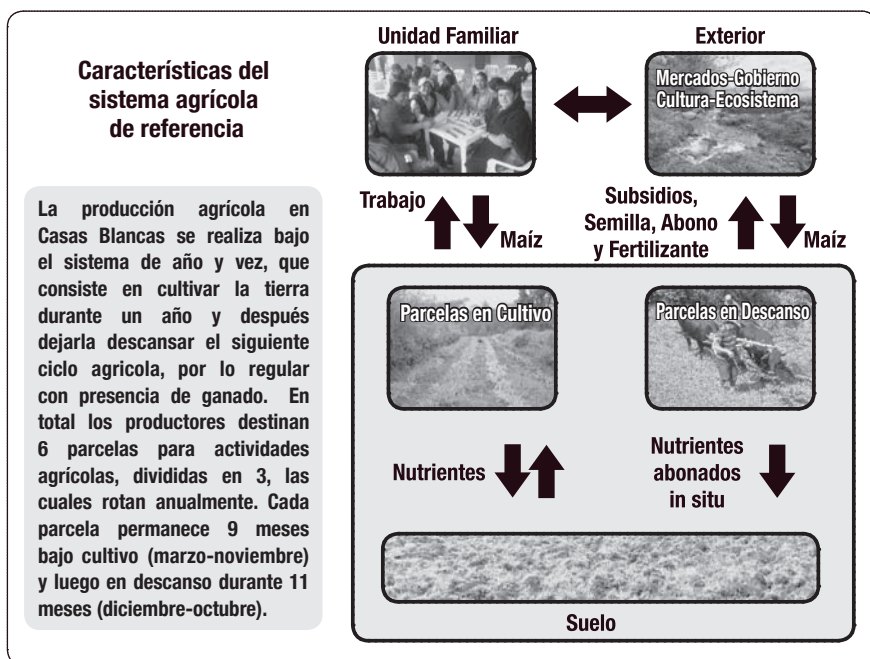 Características del
sistema agrícola
de referencia
La producción agrícola en
Casas Blancas se realiza bajo
el sistema de año y vez, que
consiste en cultivar la tierra
durante un año y después
dejarla descansar el siguiente
ciclo agricola, por lo regular
con presencia de ganado. En
total los productores destinan
6 parcelas para actividades
agrícolas, divididas en 3, las
cuales rotan anualmente. Cada
parcela permanece 9 meses
bajo cultivo (marzo-noviembre)
y luego en descanso durante 11
meses (diciembre-octubre).
Unidad Familiar
Exterior
Mercados-Gobierno
Cultura-Ecosistema
Trabajo
Maíz
Subsidios,
Semilla, Abono
y Fertilizante
Maíz
Parcelas en Cultivo
Parcelas en Descanso
Nutrientes
Nutrientes
abonados
in situ
Suelo